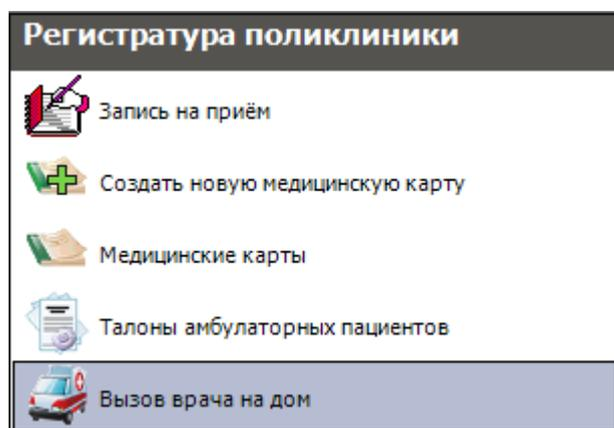 Регистратура поликлиники
Запись на приём
Создать новую медицинскую карту
Медицинские карты
Талоны амбулаторных пациентов
Вызов врача на дом